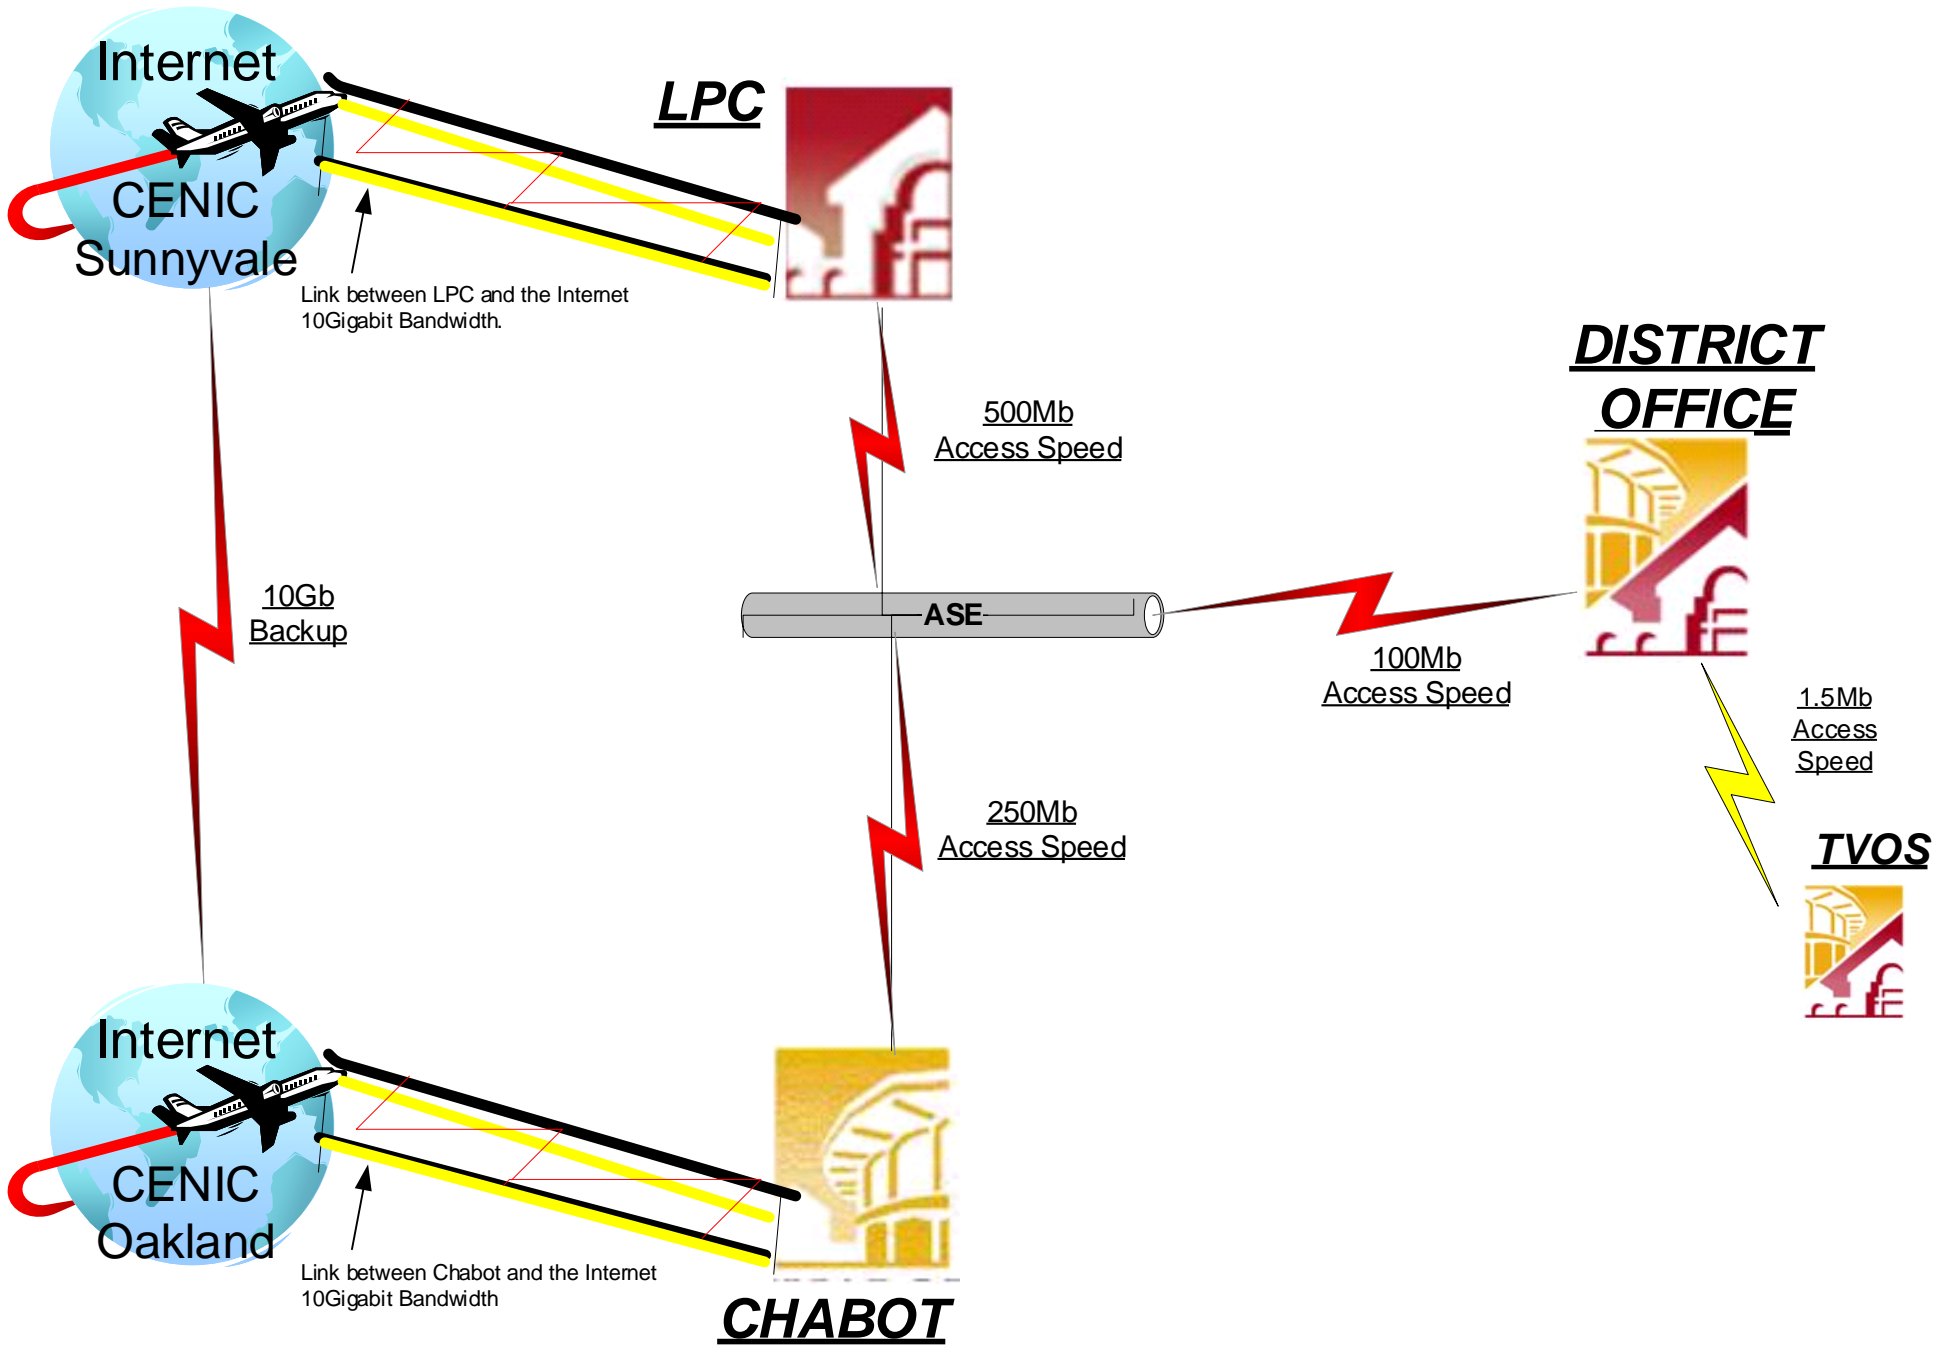 Internet
CENIC
Sunnyvale
Link between LPC and the Internet
10Gigabit Bandwidth.
LPC
500Mb
Access Speed
DISTRICT
OFFICE
10Gb
Backup
ASE
100Mb
Access Speed
1.5Mb
Access
Speed
250Mb
Access Speed
TVOS
Internet
CENIC
Oakland
Link between Chabot and the Internet
10Gigabit Bandwidth
CHABOT